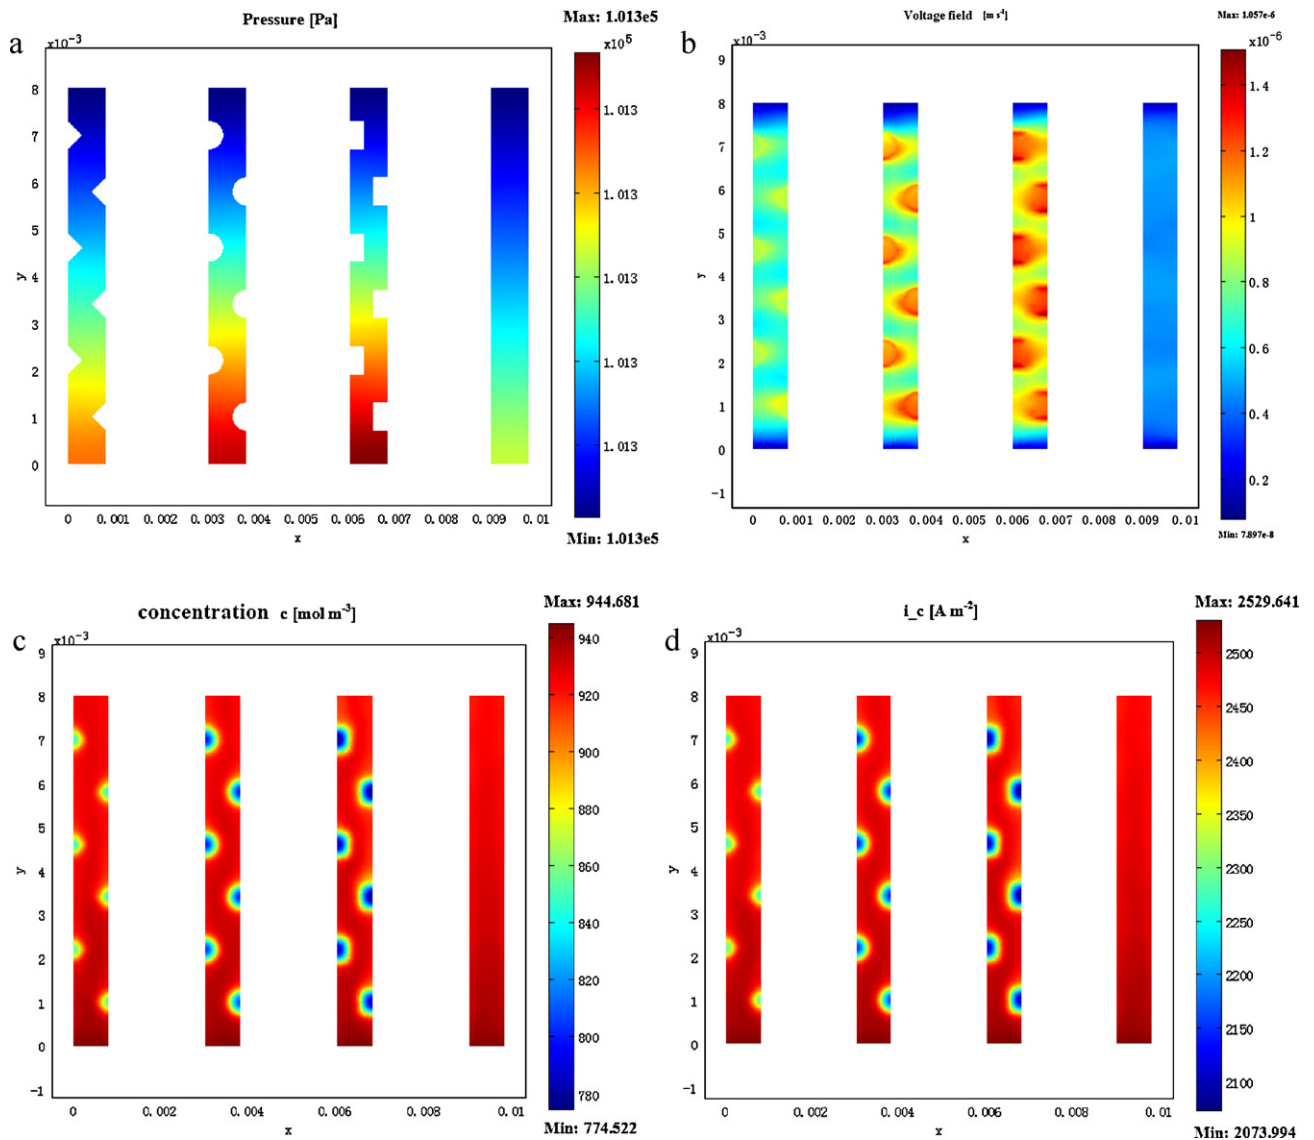 a
Pressure [Pa]
Max: 1.013e5
x10⁻³
x10⁵
8
7
6
5
4
3
2
1
0
y
0 0.001 0.002 0.003 0.004 0.005 0.006 0.007 0.008 0.009 0.01
x
1.013
1.013
1.013
1.013
1.013
Min: 1.013e5
b
Voltage field [m s⁻¹]
Max: 1.057e-6
x10⁻³
x10⁻⁶
9
8
7
6
5
4
3
2
1
0
-1
y
0 0.001 0.002 0.003 0.004 0.005 0.006 0.007 0.008 0.009 0.01
x
1.4
1.2
1
0.8
0.6
0.4
0.2
Min: 7.897e-8
c
concentration c [mol m⁻³]
Max: 944.681
x10⁻³
9
8
7
6
5
4
3
2
1
0
-1
y
0 0.002 0.004 0.006 0.008 0.01
x
940
920
900
880
860
840
820
800
780
Min: 774.522
d
i_c [A m⁻²]
Max: 2529.641
x10⁻³
9
8
7
6
5
4
3
2
1
0
-1
y
0 0.002 0.004 0.006 0.008 0.01
x
2500
2450
2400
2350
2300
2250
2200
2150
2100
Min: 2073.994